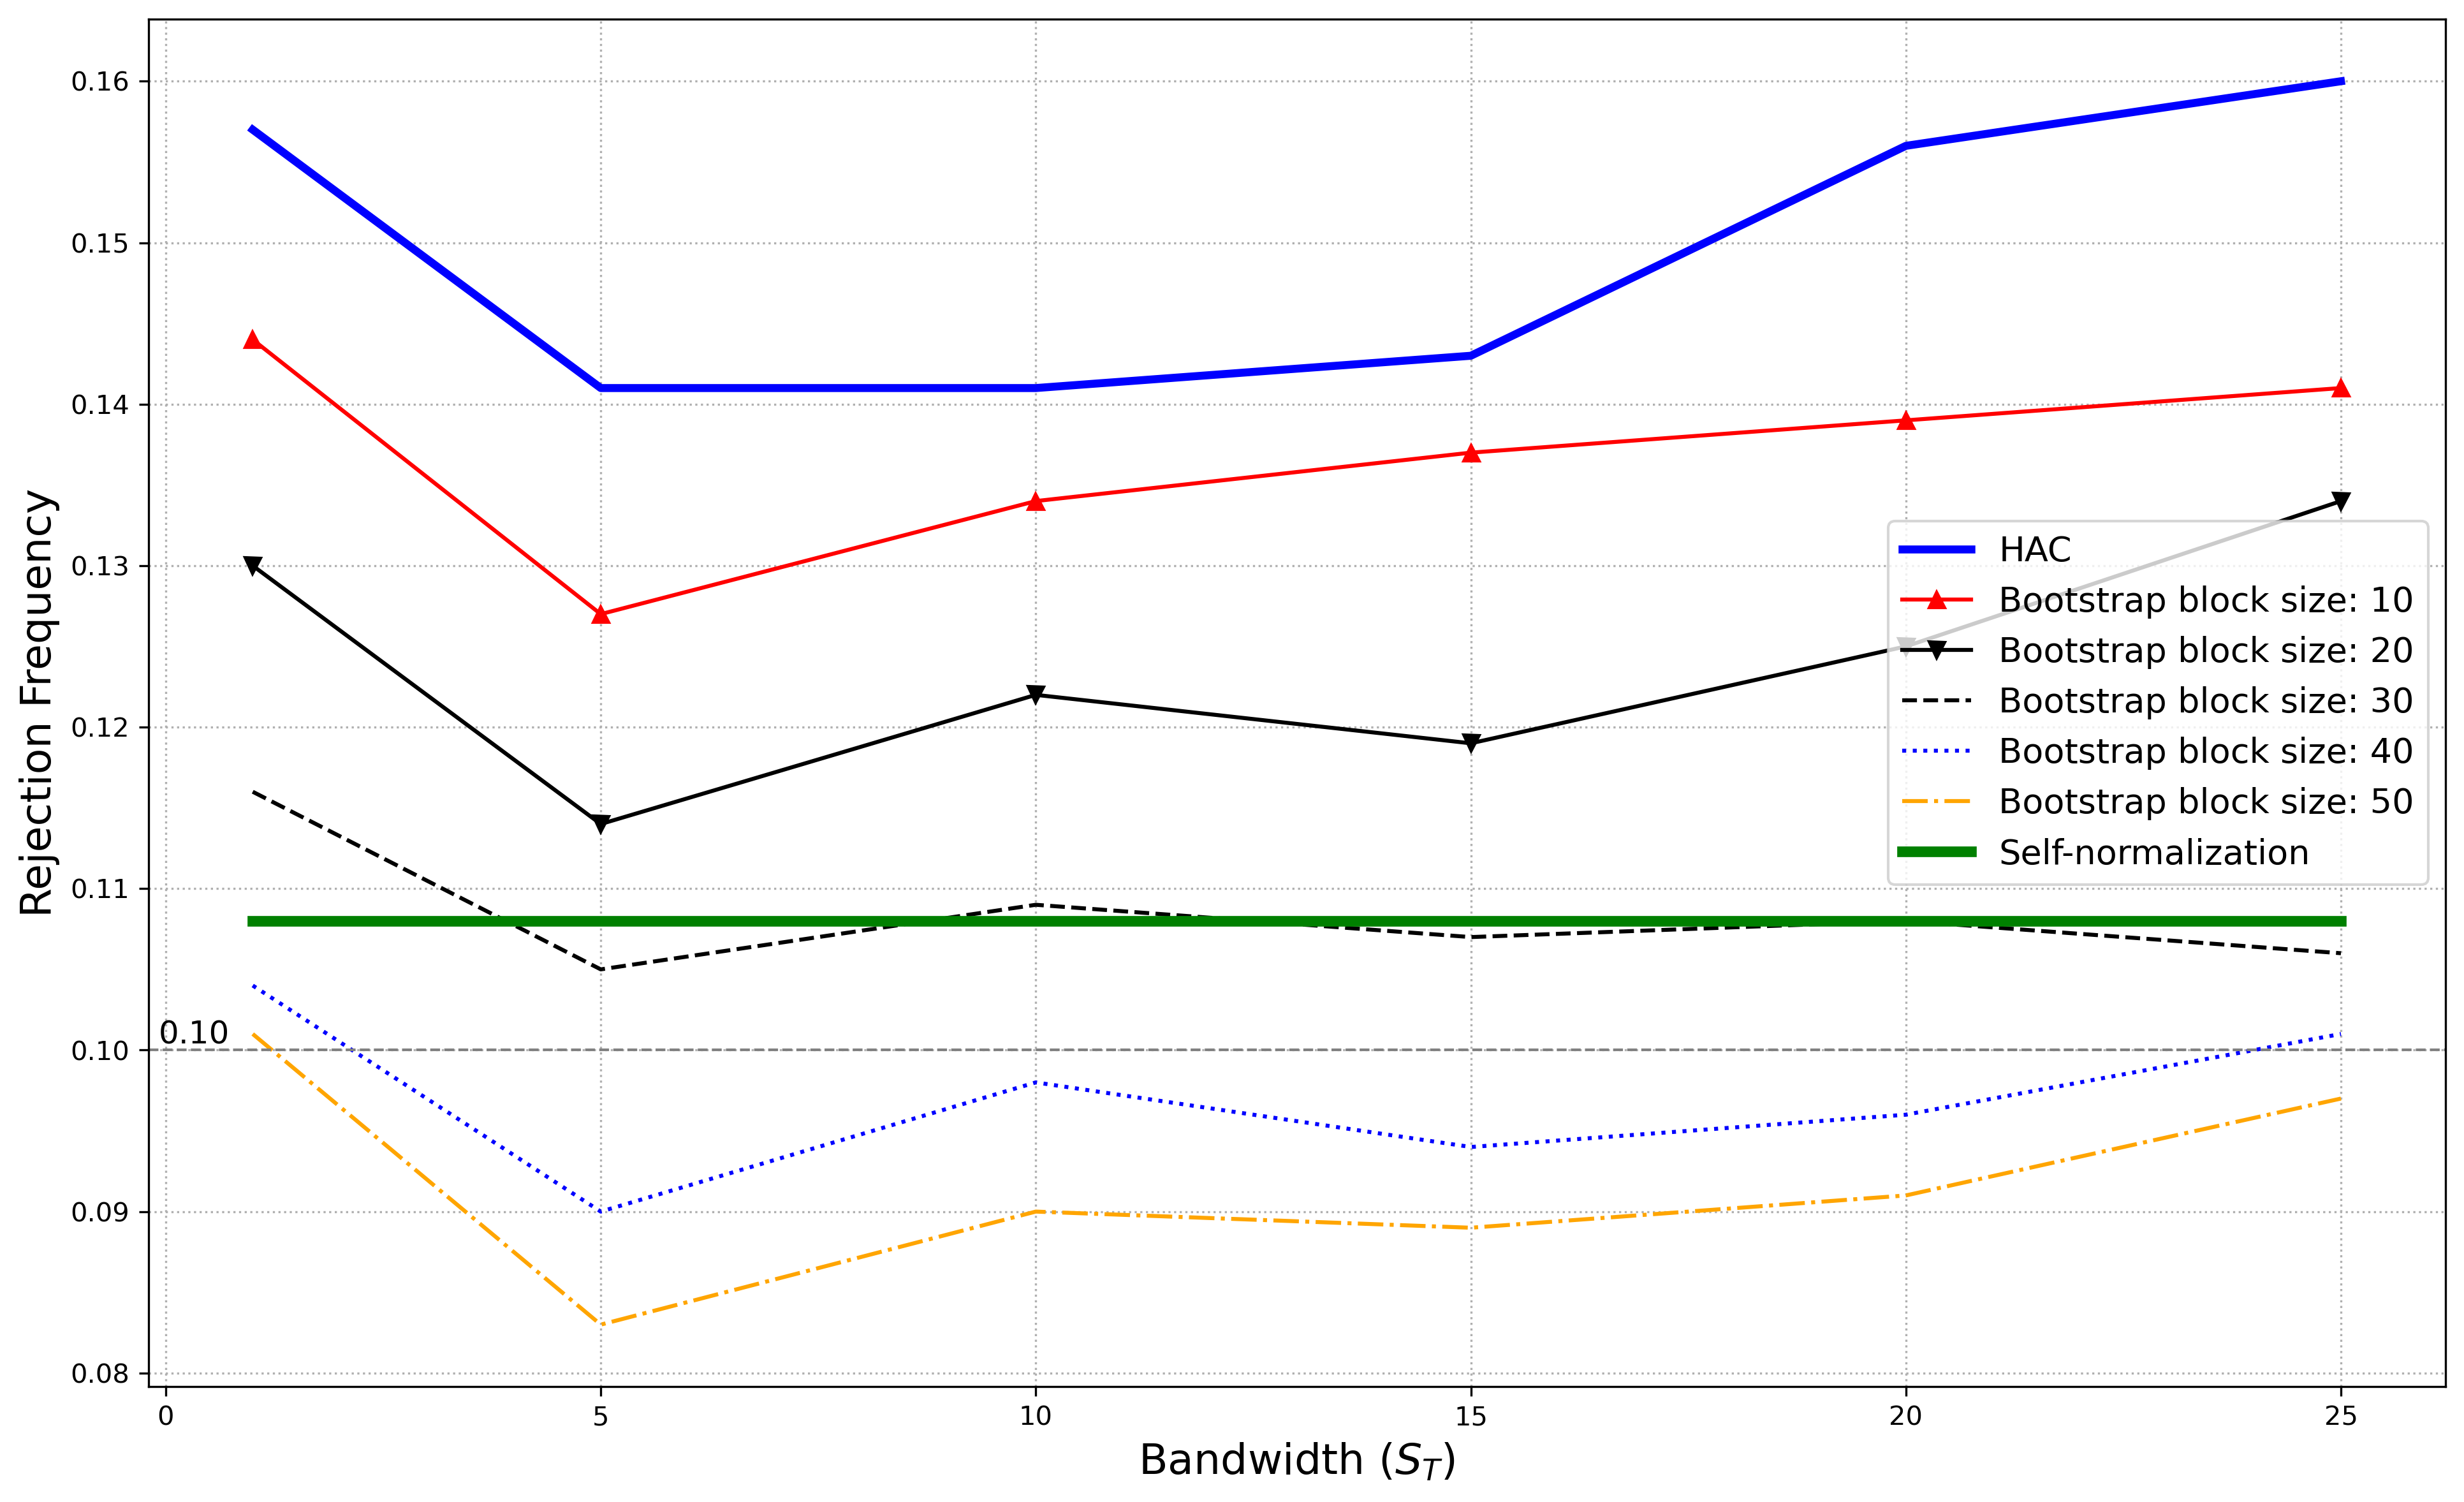 0.16
0.15
0.14
0.13
0.12
0.11
0.10
0.09
0.08
Rejection Frequency
0.10
HAC
Bootstrap block size: 10
Bootstrap block size: 20
Bootstrap block size: 30
Bootstrap block size: 40
Bootstrap block size: 50
Self-normalization
0 5 10 15 20 25
Bandwidth (S_T)